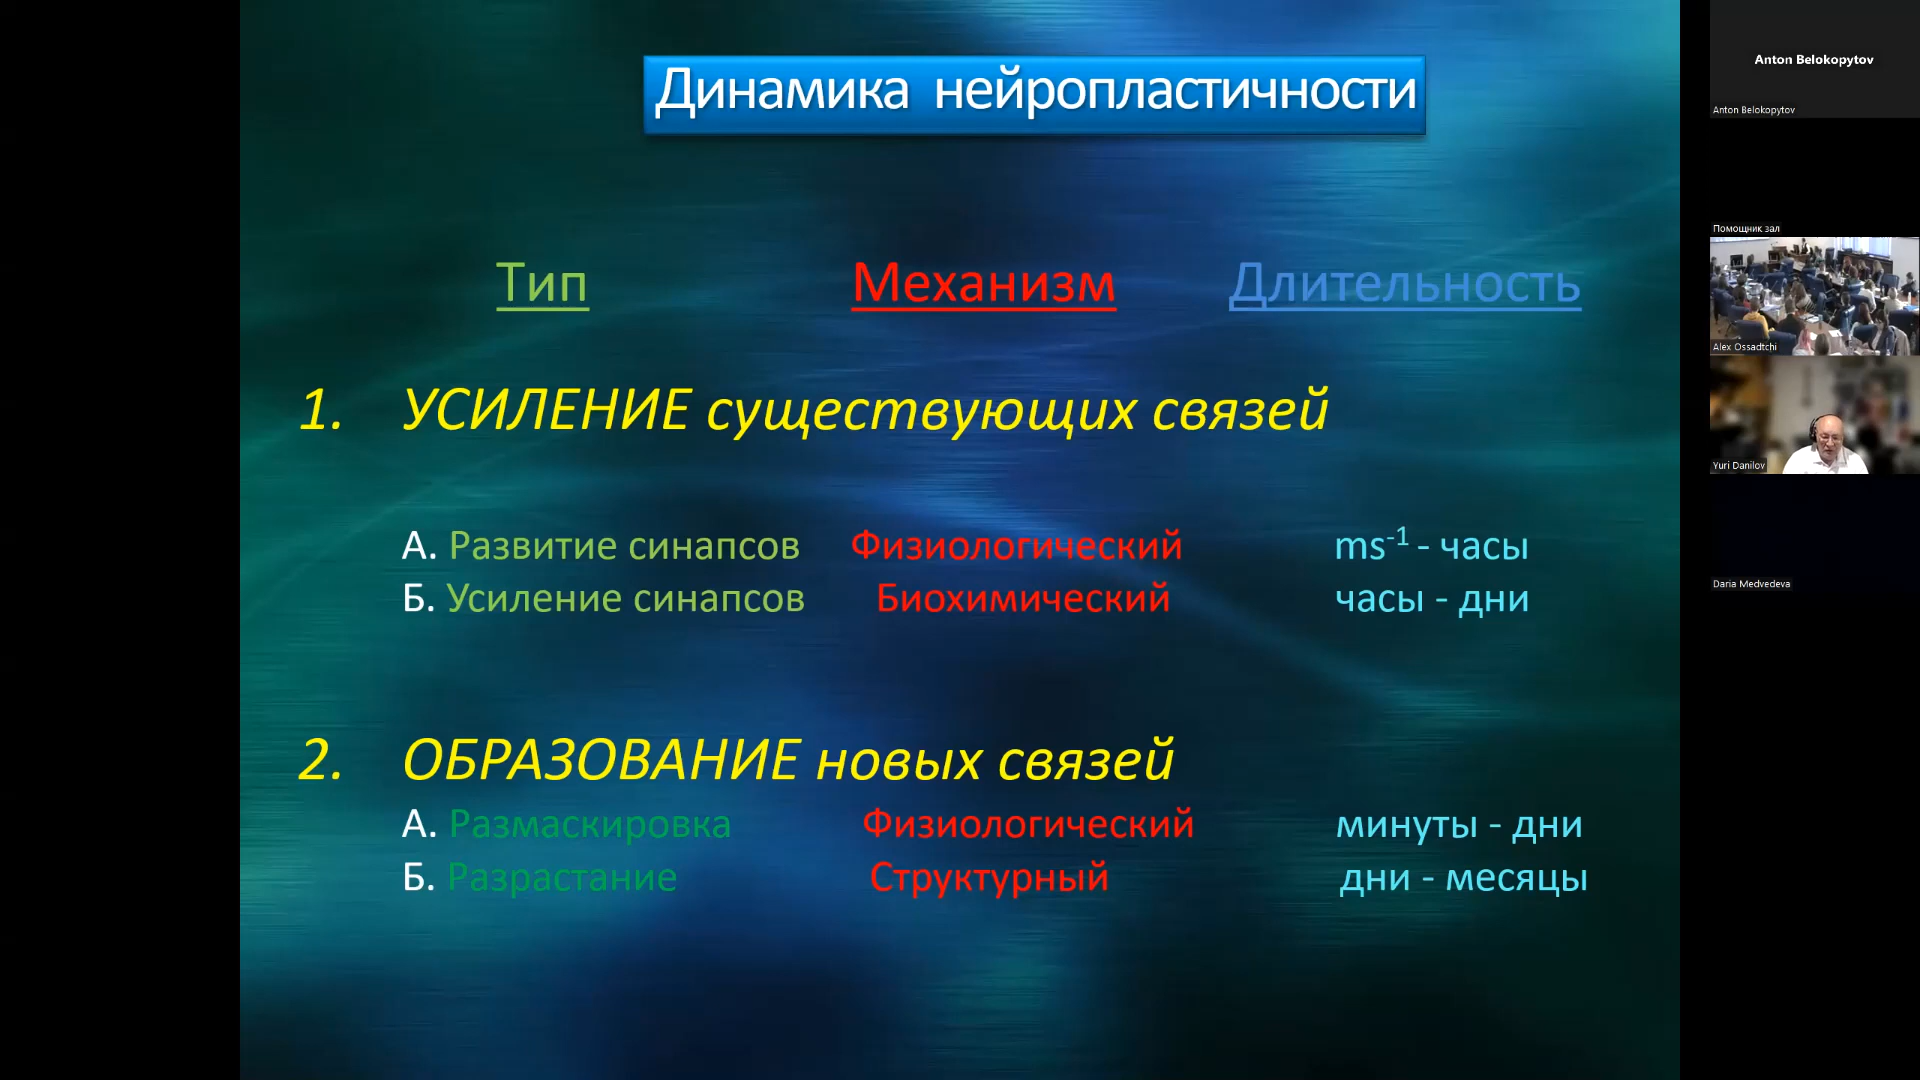 Динамика нейропластичности
Тип Механизм Длительность
1. УСИЛЕНИЕ существующих связей
А. Развитие синапсов Физиологический ms⁻¹ - часы
Б. Усиление синапсов Биохимический часы - дни
2. ОБРАЗОВАНИЕ новых связей
А. Размаскировка Физиологический минуты - дни
Б. Разрастание Структурный дни - месяцы
Anton Belokopytov
Anton Belokopytov
Помощник зал
Alex Ossadtchi
Yuri Danilov
Daria Medvedeva